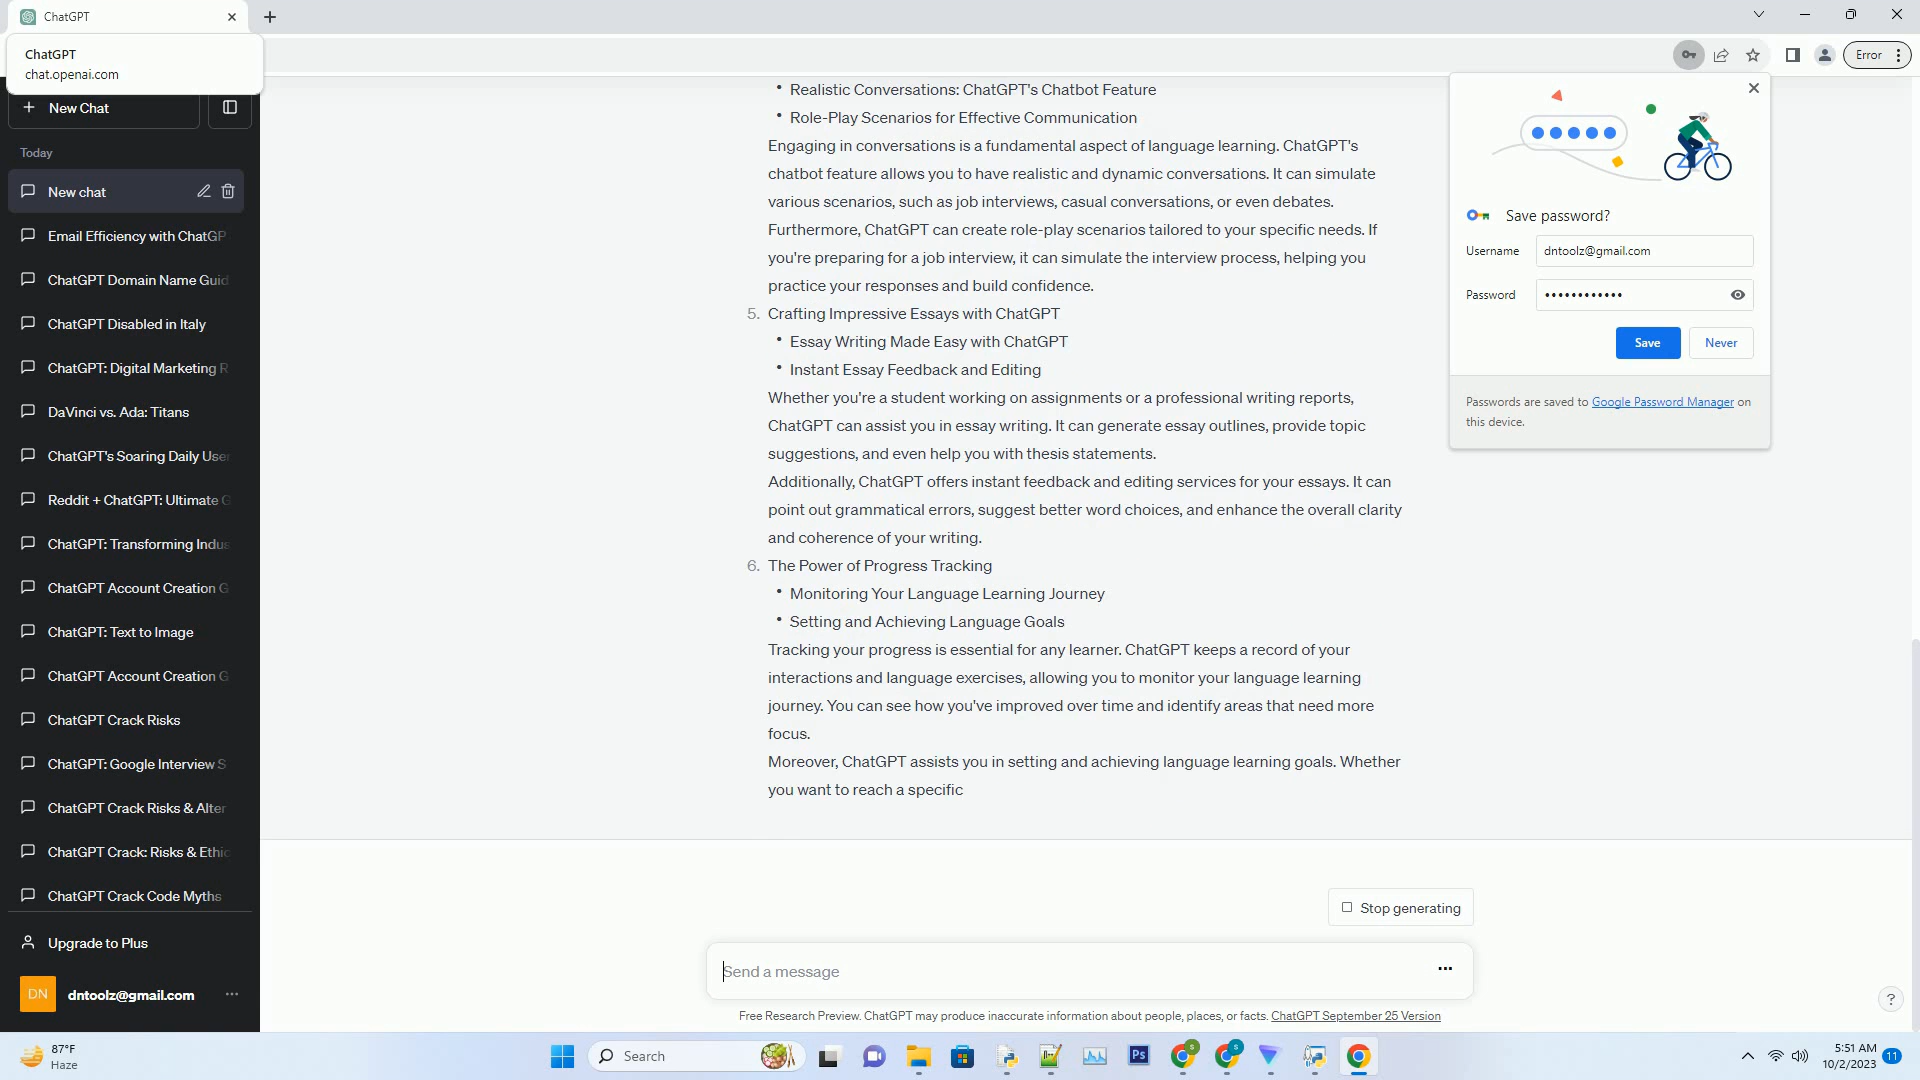 ChatGPT
ChatGPT
chat.openai.com
Error
New Chat
Today
New chat
Email Efficiency with ChatGP
ChatGPT Domain Name Guid
ChatGPT Disabled in Italy
ChatGPT: Digital Marketing R
DaVinci vs. Ada: Titans
ChatGPT's Soaring Daily User
Reddit + ChatGPT: Ultimate G
ChatGPT: Transforming Indus
ChatGPT Account Creation G
ChatGPT: Text to Image
ChatGPT Account Creation G
ChatGPT Crack Risks
ChatGPT: Google Interview S
ChatGPT Crack Risks & Alter
ChatGPT Crack: Risks & Ethic
ChatGPT Crack Code Myths
Upgrade to Plus
DN dntoolz@gmail.com
• Realistic Conversations: ChatGPT's Chatbot Feature
• Role-Play Scenarios for Effective Communication
Engaging in conversations is a fundamental aspect of language learning. ChatGPT's
chatbot feature allows you to have realistic and dynamic conversations. It can simulate
various scenarios, such as job interviews, casual conversations, or even debates.
Furthermore, ChatGPT can create role-play scenarios tailored to your specific needs. If
you're preparing for a job interview, it can simulate the interview process, helping you
practice your responses and build confidence.
5. Crafting Impressive Essays with ChatGPT
• Essay Writing Made Easy with ChatGPT
• Instant Essay Feedback and Editing
Whether you're a student working on assignments or a professional writing reports,
ChatGPT can assist you in essay writing. It can generate essay outlines, provide topic
suggestions, and even help you with thesis statements.
Additionally, ChatGPT offers instant feedback and editing services for your essays. It can
point out grammatical errors, suggest better word choices, and enhance the overall clarity
and coherence of your writing.
6. The Power of Progress Tracking
• Monitoring Your Language Learning Journey
• Setting and Achieving Language Goals
Tracking your progress is essential for any learner. ChatGPT keeps a record of your
interactions and language exercises, allowing you to monitor your language learning
journey. You can see how you've improved over time and identify areas that need more
focus.
Moreover, ChatGPT assists you in setting and achieving language learning goals. Whether
you want to reach a specific
Stop generating
Send a message
Free Research Preview. ChatGPT may produce inaccurate information about people, places, or facts. ChatGPT September 25 Version
?
Save password?
Username dntoolz@gmail.com
Password ••••••••••••
Save Never
Passwords are saved to Google Password Manager on
this device.
87°F
Haze
Search
Ps
S
S
5:51 AM
10/2/2023
11